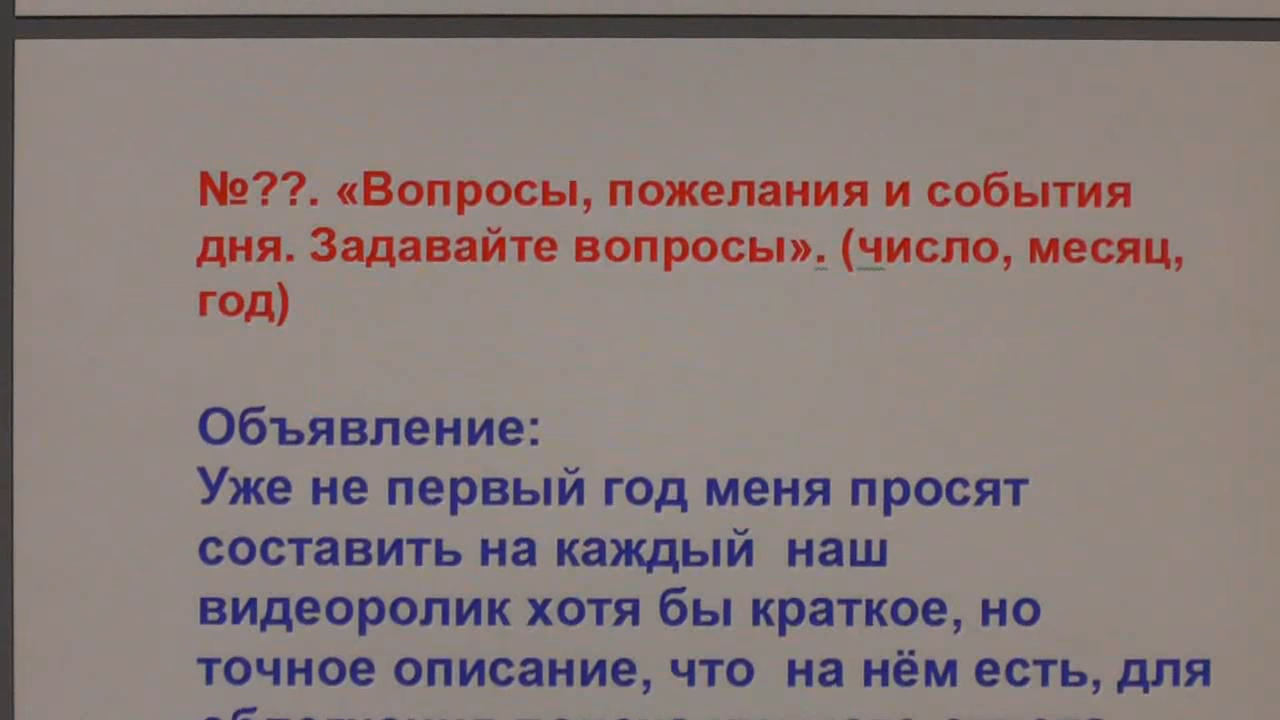 №??. «Вопросы, пожелания и события
дня. Задавайте вопросы». (число, месяц,
год)
Объявление:
Уже не первый год меня просят
составить на каждый наш
видеоролик хотя бы краткое, но
точное описание, что на нём есть, для